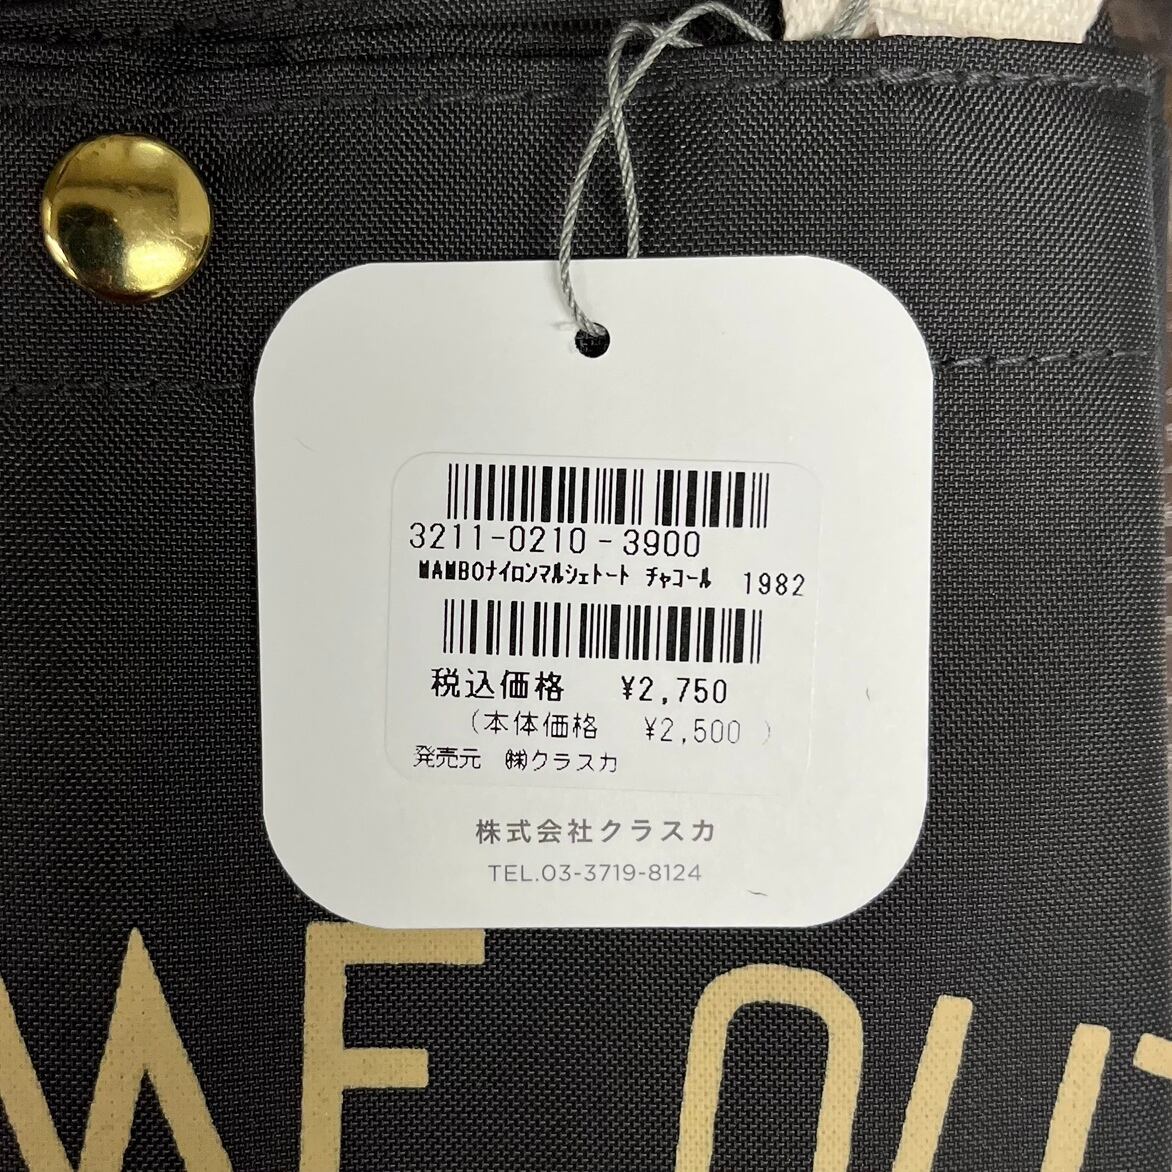 3211-0210-3900
MAMBOナイロンマルシェトート チャコール 1982
税込価格 ¥2,750
(本体価格 ¥2,500 )
発売元 ㈱クラスカ
株式会社クラスカ
TEL.03-3719-8124